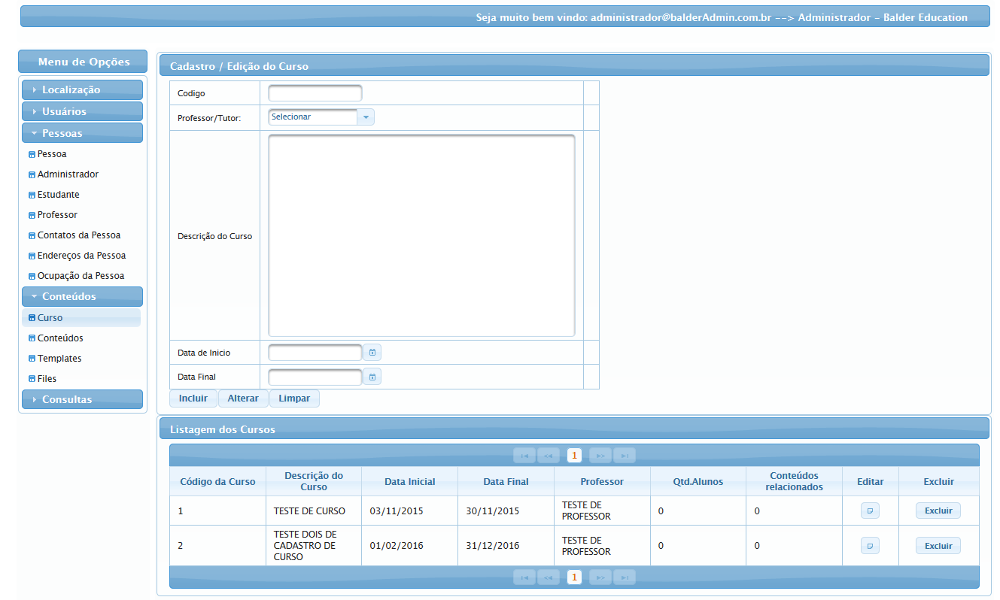 Seja muito bem vindo: administrador@balderAdmin.com.br --> Administrador - Balder Education
Menu de Opções
Localização
Usuários
Pessoas
Pessoa
Administrador
Estudante
Professor
Contatos da Pessoa
Endereços da Pessoa
Ocupação da Pessoa
Conteúdos
Curso
Conteúdos
Templates
Files
Consultas
Cadastro / Edição do Curso
Codigo
Professor/Tutor: Selecionar
Descrição do Curso
Data de Inicio
Data Final
Incluir Alterar Limpar
Listagem dos Cursos
1
Código da Curso Descrição do Curso Data Inicial Data Final Professor Qtd.Alunos Conteúdos relacionados Editar Excluir
1 TESTE DE CURSO 03/11/2015 30/11/2015 TESTE DE PROFESSOR 0 0 Excluir
2 TESTE DOIS DE CADASTRO DE CURSO 01/02/2016 31/12/2016 TESTE DE PROFESSOR 0 0 Excluir
1